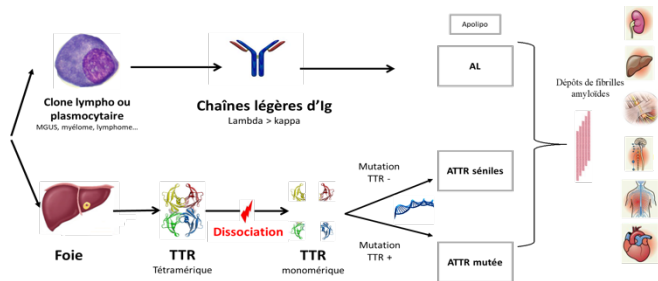 Apolipo
AL
Clone lympho ou
plasmocytaire
MGUS, myélome, lymphome...
Chaînes légères d'Ig
Lambda > kappa
Dépôts de fibrilles
amyloïdes
Mutation
TTR -
ATTR séniles
Dissociation
Foie
TTR
Tétramérique
TTR
monomérique
Mutation
TTR +
ATTR mutée